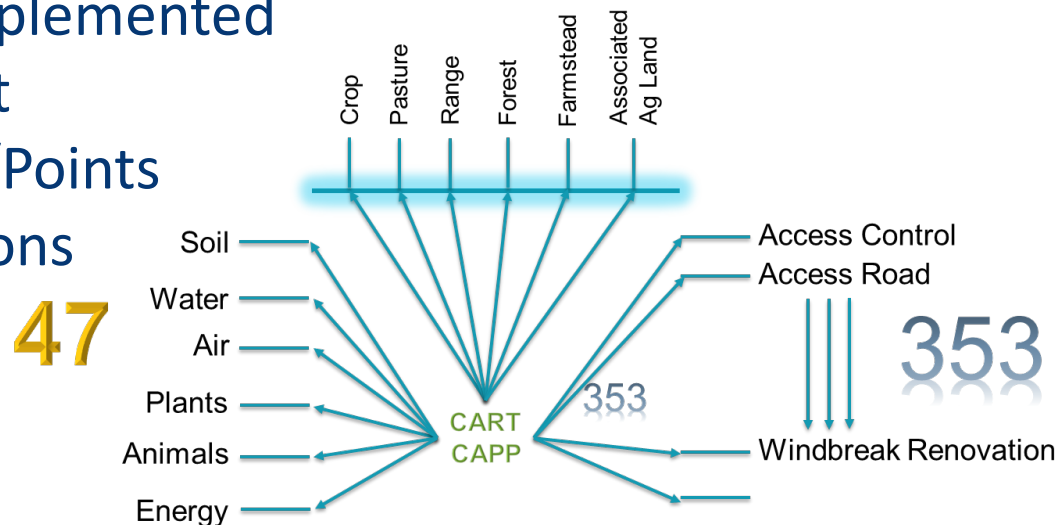 plemented
t
Points
ons
47
Crop
Pasture
Range
Forest
Farmstead
Associated
Ag Land
Soil
Water
Air
Plants
Animals
Energy
CART
CAPP
353
Access Control
Access Road
353
Windbreak Renovation